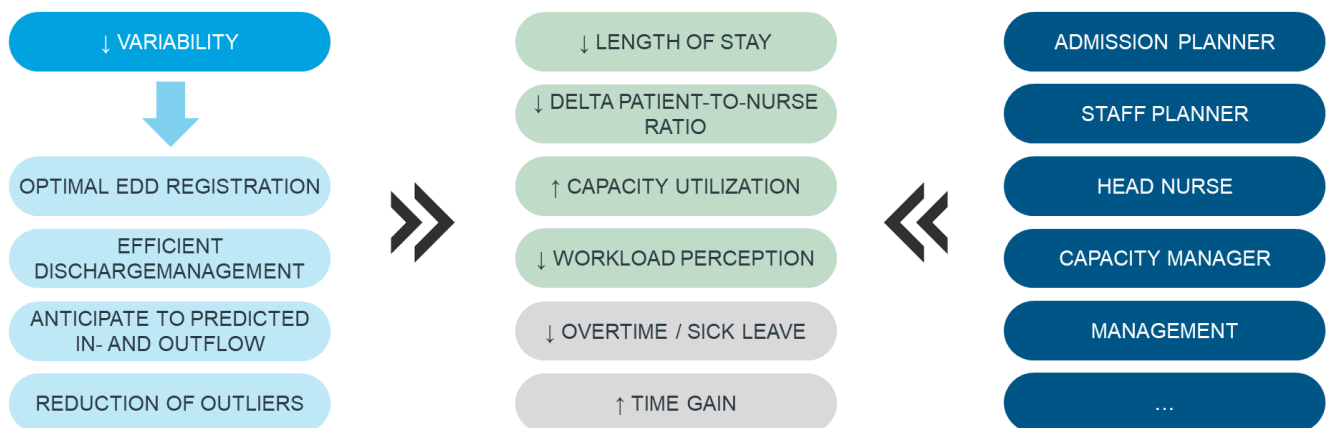 ↓ VARIABILITY
OPTIMAL EDD REGISTRATION
EFFICIENT
DISCHARGEMANAGEMENT
ANTICIPATE TO PREDICTED
IN- AND OUTFLOW
REDUCTION OF OUTLIERS
↓ LENGTH OF STAY
↓ DELTA PATIENT-TO-NURSE
RATIO
↑ CAPACITY UTILIZATION
↓ WORKLOAD PERCEPTION
↓ OVERTIME / SICK LEAVE
↑ TIME GAIN
ADMISSION PLANNER
STAFF PLANNER
HEAD NURSE
CAPACITY MANAGER
MANAGEMENT
...